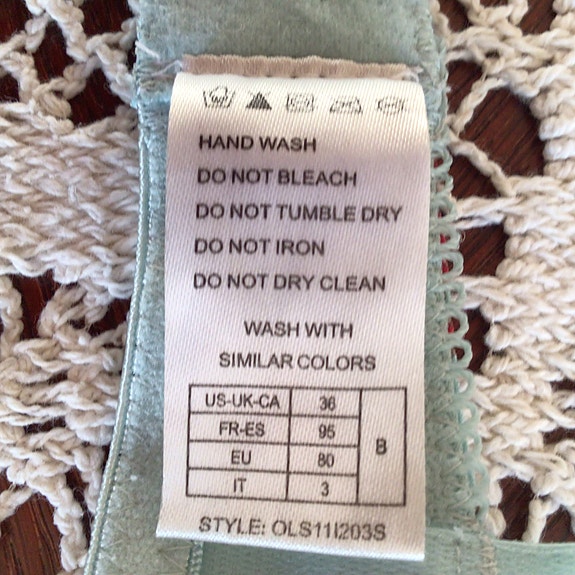 HAND WASH
DO NOT BLEACH
DO NOT TUMBLE DRY
DO NOT IRON
DO NOT DRY CLEAN
WASH WITH
SIMILAR COLORS
US-UK-CA 36
FR-ES 95
EU 80
IT 3
B
STYLE: OLS11I203S